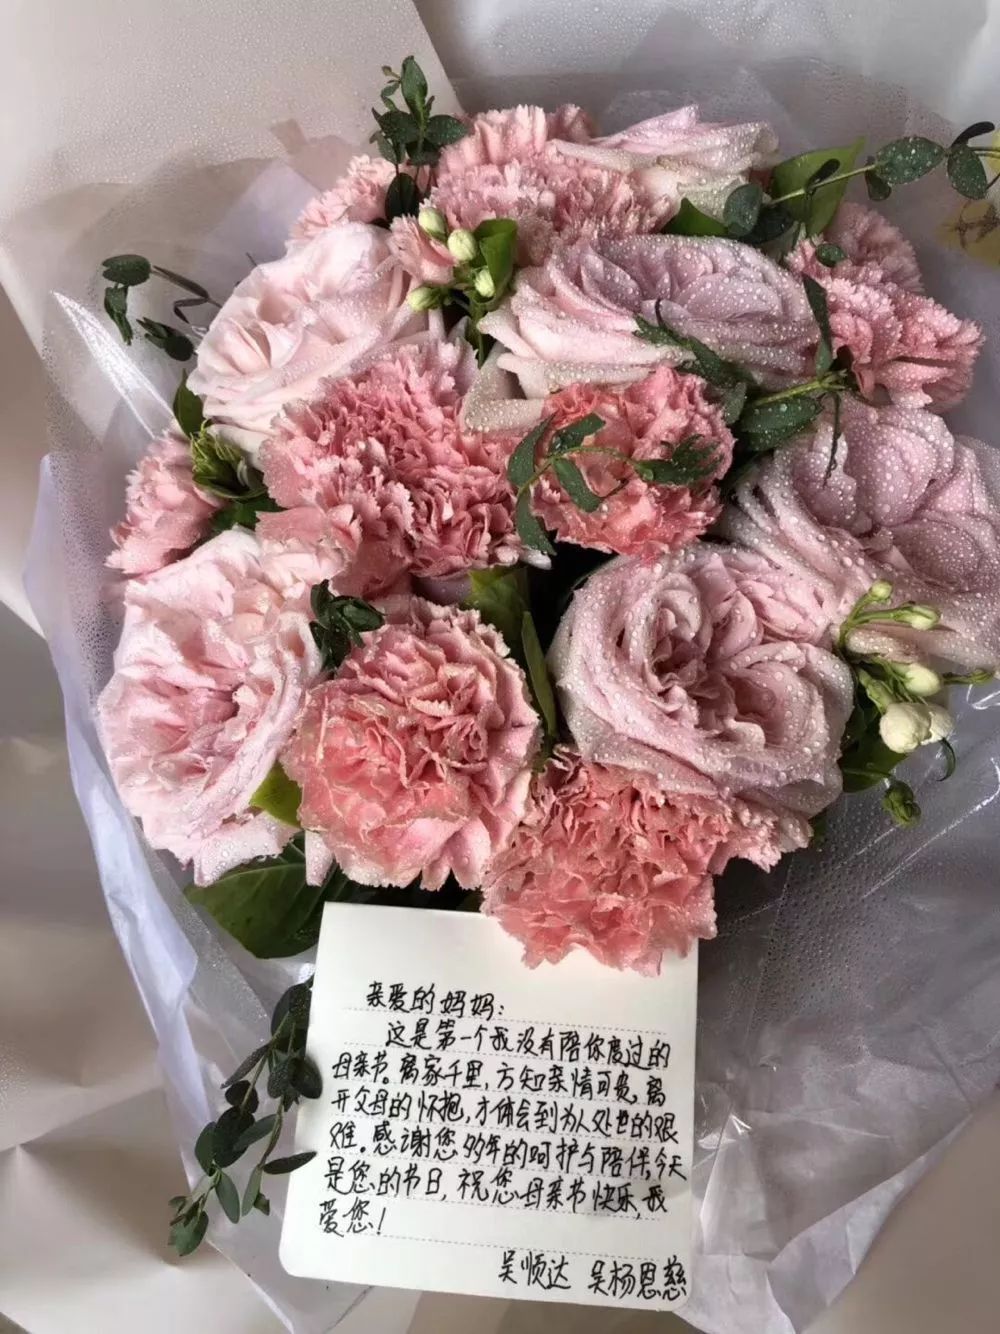 亲爱的妈妈：
这是第一个我没有陪你度过的
母亲节。离家千里，方知亲情可贵，离
开父母的怀抱，才体会到为人处世的艰
难。感谢您多年的呵护与陪伴，今天
是您的节日，祝您母亲节快乐，我
爱您！
吴顺达 吴杨恩慈